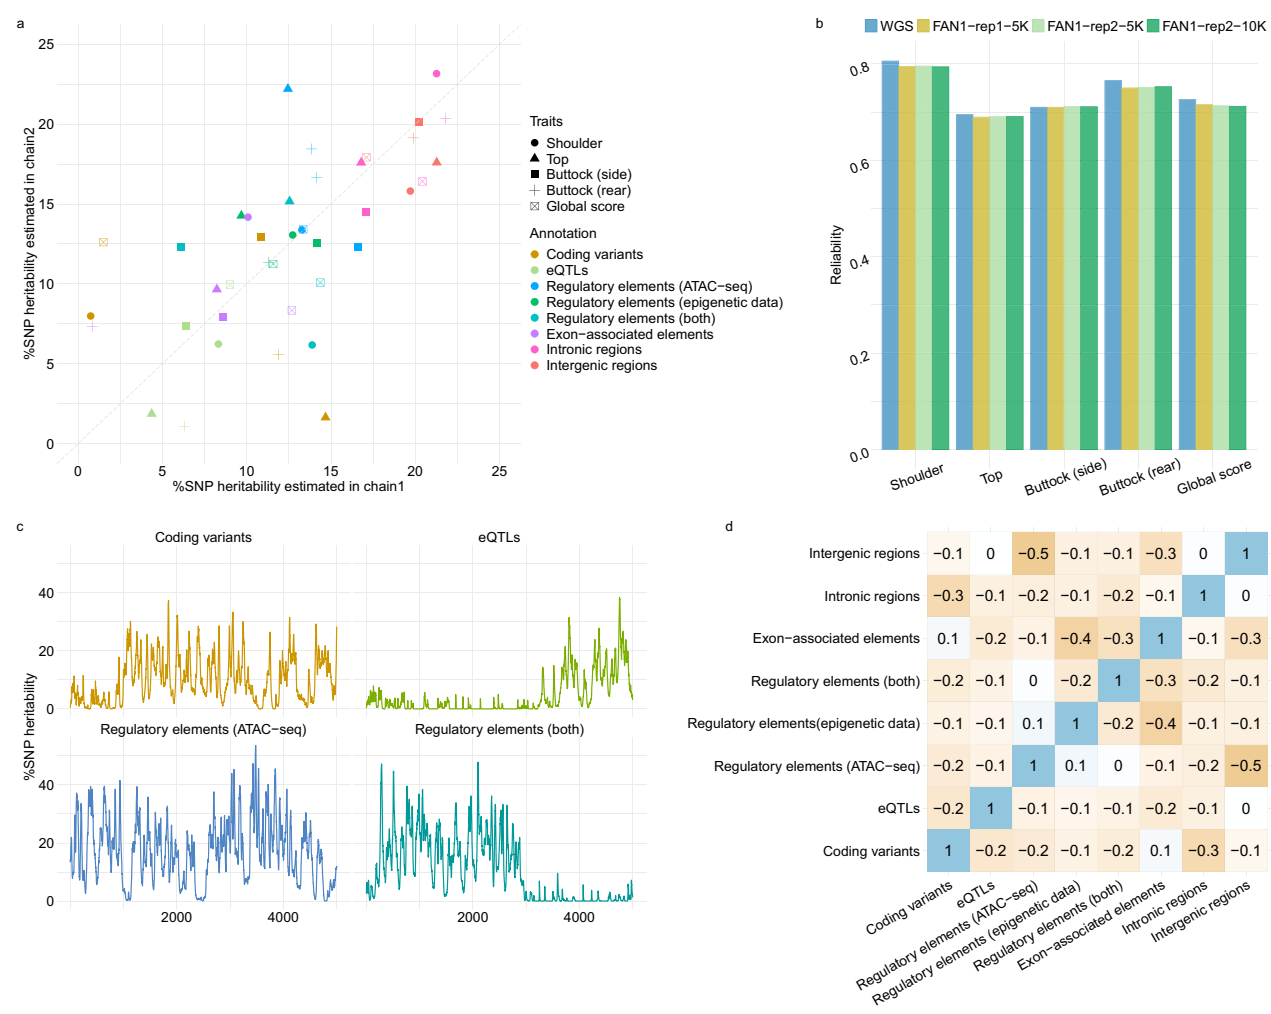 a
25
20
15
10
5
0
%SNP heritability estimated in chain2
0 5 10 15 20 25
%SNP heritability estimated in chain1
Traits
Shoulder
Top
Buttock (side)
Buttock (rear)
Global score
Annotation
Coding variants
eQTLs
Regulatory elements (ATAC−seq)
Regulatory elements (epigenetic data)
Regulatory elements (both)
Exon−associated elements
Intronic regions
Intergenic regions
b
WGS FAN1−rep1−5K FAN1−rep2−5K FAN1−rep2−10K
0.8
0.6
0.4
0.2
0.0
Reliability
Shoulder Top Buttock (side) Buttock (rear) Global score
c
Coding variants eQTLs
40
20
0
%SNP heritability
Regulatory elements (ATAC−seq) Regulatory elements (both)
40
20
0
2000 4000 2000 4000
d
Intergenic regions −0.1 0 −0.5 −0.1 −0.1 −0.3 0 1
Intronic regions −0.3 −0.1 −0.2 −0.1 −0.2 −0.1 1 0
Exon−associated elements 0.1 −0.2 −0.1 −0.4 −0.3 1 −0.1 −0.3
Regulatory elements (both) −0.2 −0.1 0 −0.2 1 −0.3 −0.2 −0.1
Regulatory elements(epigenetic data) −0.1 −0.1 0.1 1 −0.2 −0.4 −0.1 −0.1
Regulatory elements (ATAC−seq) −0.2 −0.1 1 0.1 0 −0.1 −0.2 −0.5
eQTLs −0.2 1 −0.1 −0.1 −0.1 −0.2 −0.1 0
Coding variants 1 −0.2 −0.2 −0.1 −0.2 0.1 −0.3 −0.1
Coding variants
eQTLs
Regulatory elements (ATAC−seq)
Regulatory elements (epigenetic data)
Regulatory elements (both)
Exon−associated elements
Intronic regions
Intergenic regions